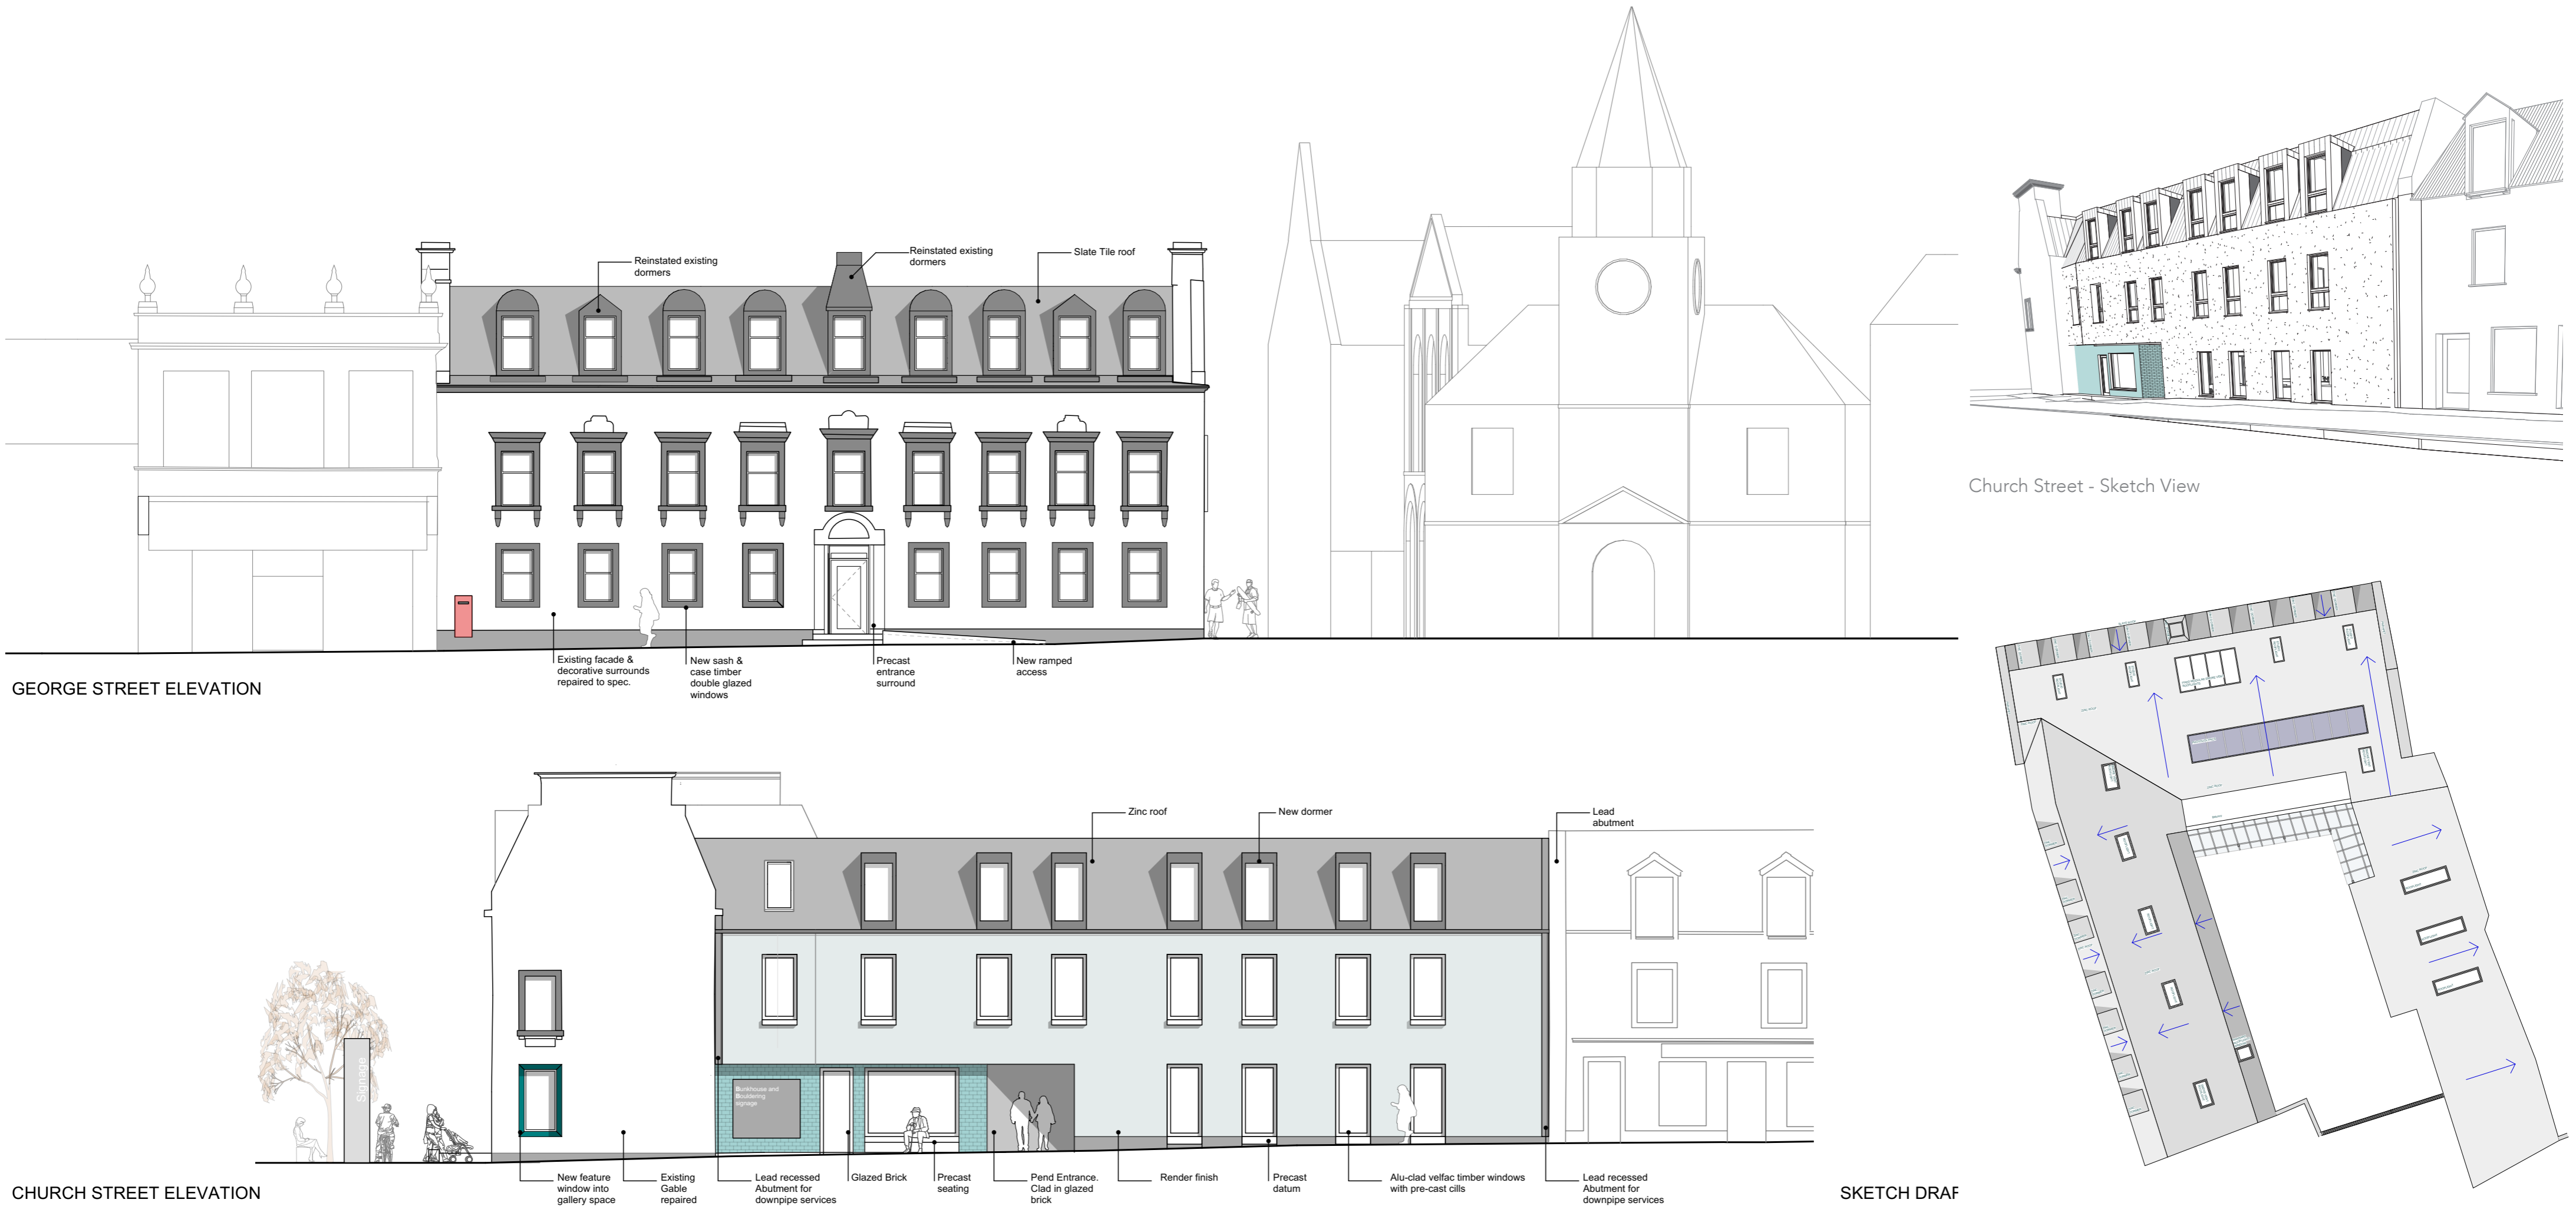 Reinstated existing
dormers
Reinstated existing
dormers
Slate Tile roof
Existing facade &
decorative surrounds
repaired to spec.
New sash &
case timber
double glazed
windows
Precast
entrance
surround
New ramped
access
GEORGE STREET ELEVATION
Church Street - Sketch View
Zinc roof
New dormer
Lead
abutment
Signage
Bunkhouse and
Bouldering
signage
New feature
window into
gallery space
Existing
Gable
repaired
Lead recessed
Abutment for
downpipe services
Glazed Brick
Precast
seating
Pend Entrance.
Clad in glazed
brick
Render finish
Precast
datum
Alu-clad velfac timber windows
with pre-cast cills
Lead recessed
Abutment for
downpipe services
CHURCH STREET ELEVATION
SKETCH DRAF